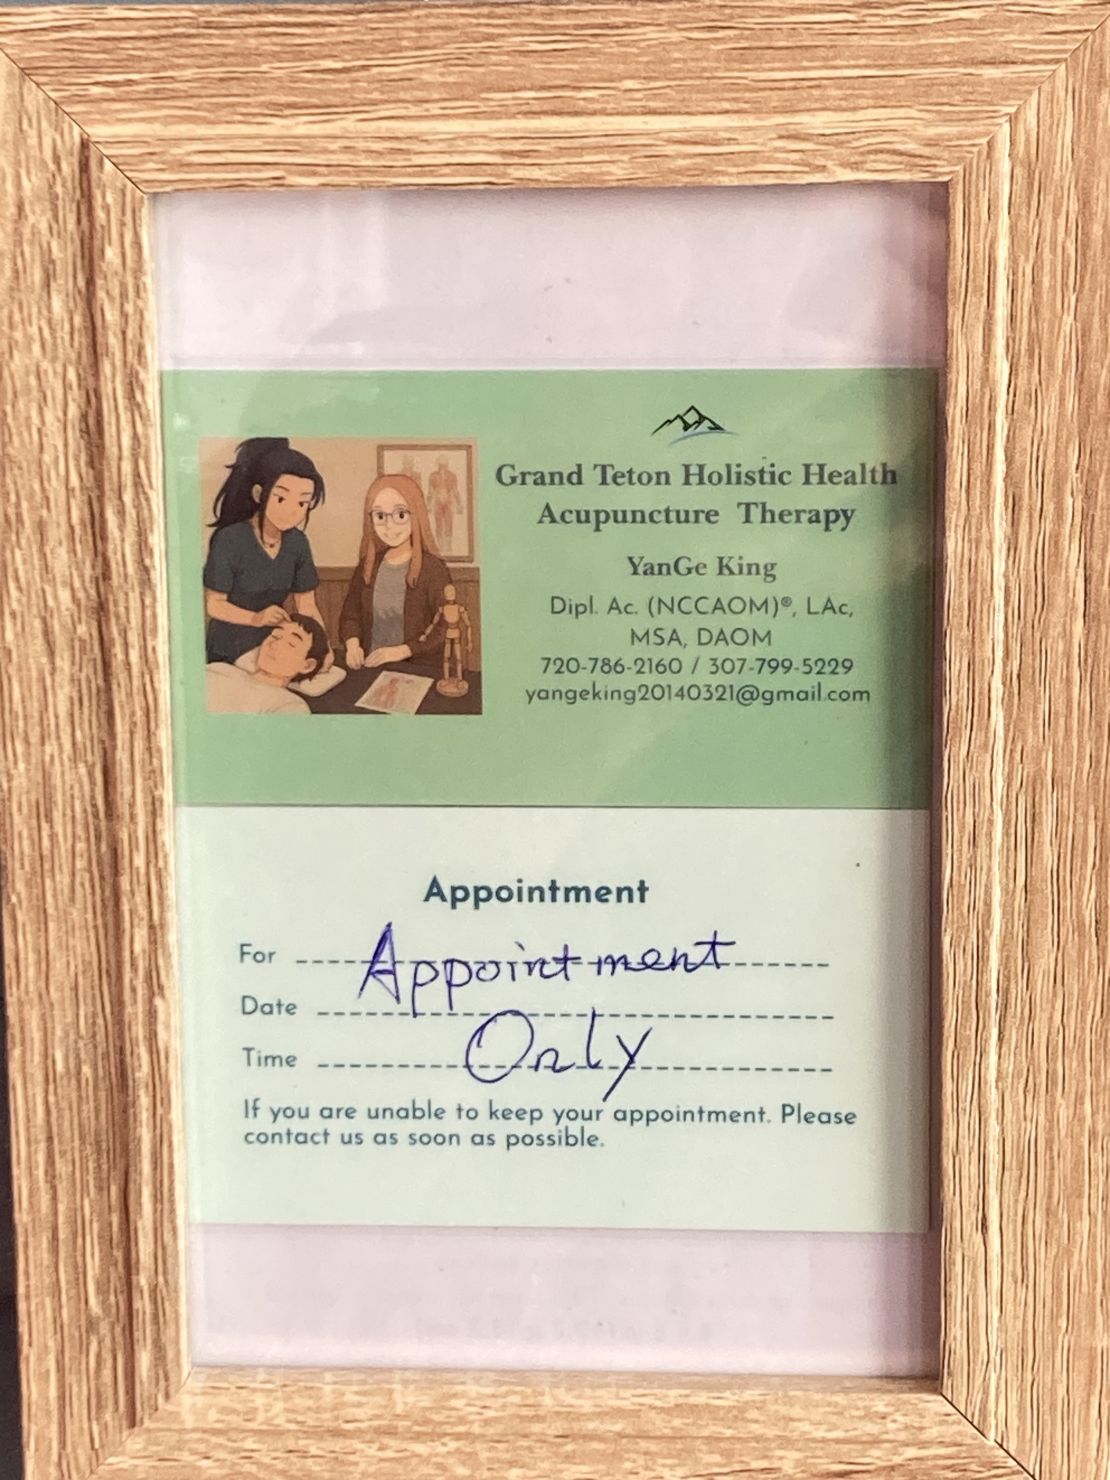 Grand Teton Holistic Health
Acupuncture Therapy
YanGe King
Dipl. Ac. (NCCAOM)®, LAc,
MSA, DAOM
720-786-2160 / 307-799-5229
yangeking20140321@gmail.com
Appointment
For Appointment
Date
Only
Time
If you are unable to keep your appointment. Please
contact us as soon as possible.